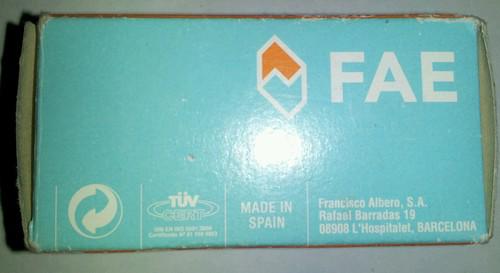 FAE
TÜV
CERT
MADE IN
SPAIN
Francisco Albero, S.A.
Rafael Barradas 19
08908 L'Hospitalet, BARCELONA